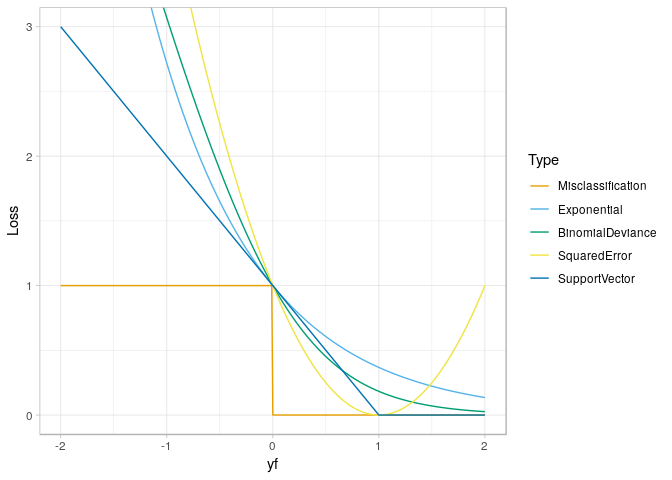 3
2
1
0
Loss
-2 -1 0 1 2
yf
Type
Misclassification
Exponential
BinomialDeviance
SquaredError
SupportVector